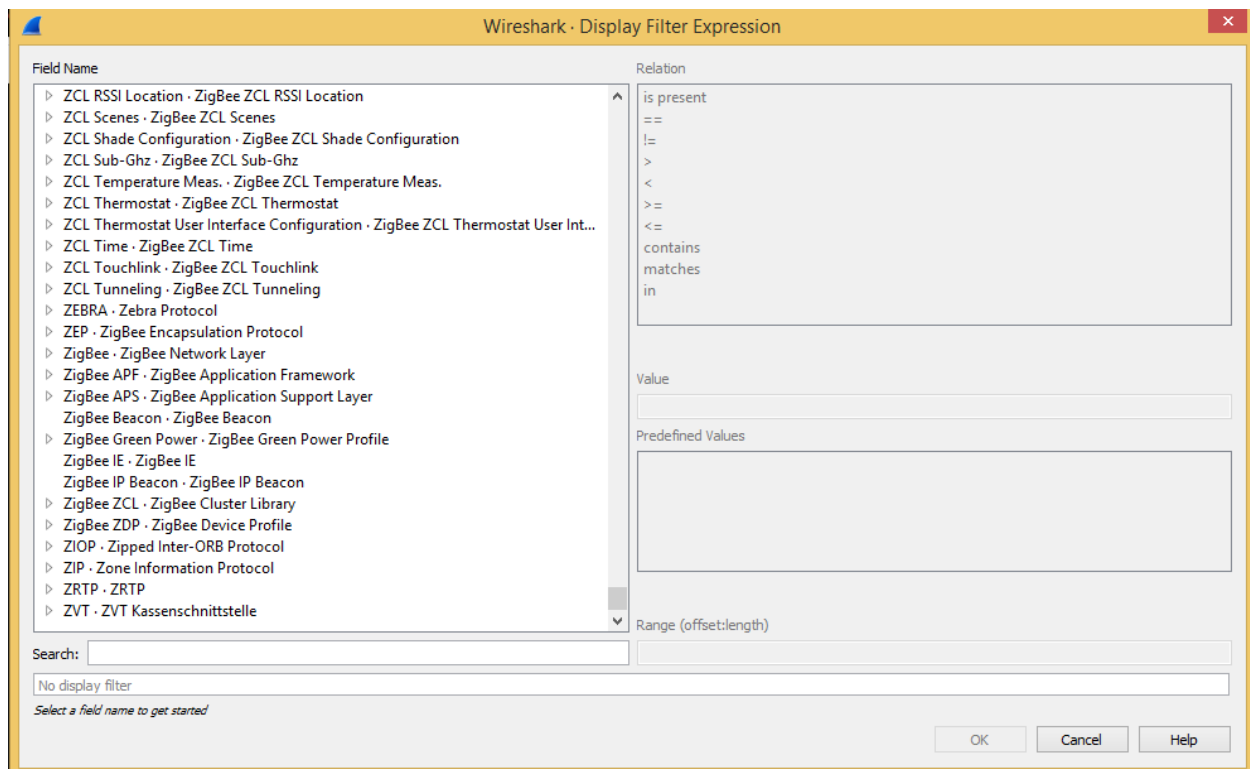 Wireshark · Display Filter Expression
Field Name
ZCL RSSI Location · ZigBee ZCL RSSI Location
ZCL Scenes · ZigBee ZCL Scenes
ZCL Shade Configuration · ZigBee ZCL Shade Configuration
ZCL Sub-Ghz · ZigBee ZCL Sub-Ghz
ZCL Temperature Meas. · ZigBee ZCL Temperature Meas.
ZCL Thermostat · ZigBee ZCL Thermostat
ZCL Thermostat User Interface Configuration · ZigBee ZCL Thermostat User Int...
ZCL Time · ZigBee ZCL Time
ZCL Touchlink · ZigBee ZCL Touchlink
ZCL Tunneling · ZigBee ZCL Tunneling
ZEBRA · Zebra Protocol
ZEP · ZigBee Encapsulation Protocol
ZigBee · ZigBee Network Layer
ZigBee APF · ZigBee Application Framework
ZigBee APS · ZigBee Application Support Layer
ZigBee Beacon · ZigBee Beacon
ZigBee Green Power · ZigBee Green Power Profile
ZigBee IE · ZigBee IE
ZigBee IP Beacon · ZigBee IP Beacon
ZigBee ZCL · ZigBee Cluster Library
ZigBee ZDP · ZigBee Device Profile
ZIOP · Zipped Inter-ORB Protocol
ZIP · Zone Information Protocol
ZRTP · ZRTP
ZVT · ZVT Kassenschnittstelle
Search:
Relation
is present
==
!=
>
<
>=
<=
contains
matches
in
Value
Predefined Values
Range (offset:length)
No display filter
Select a field name to get started
OK
Cancel
Help